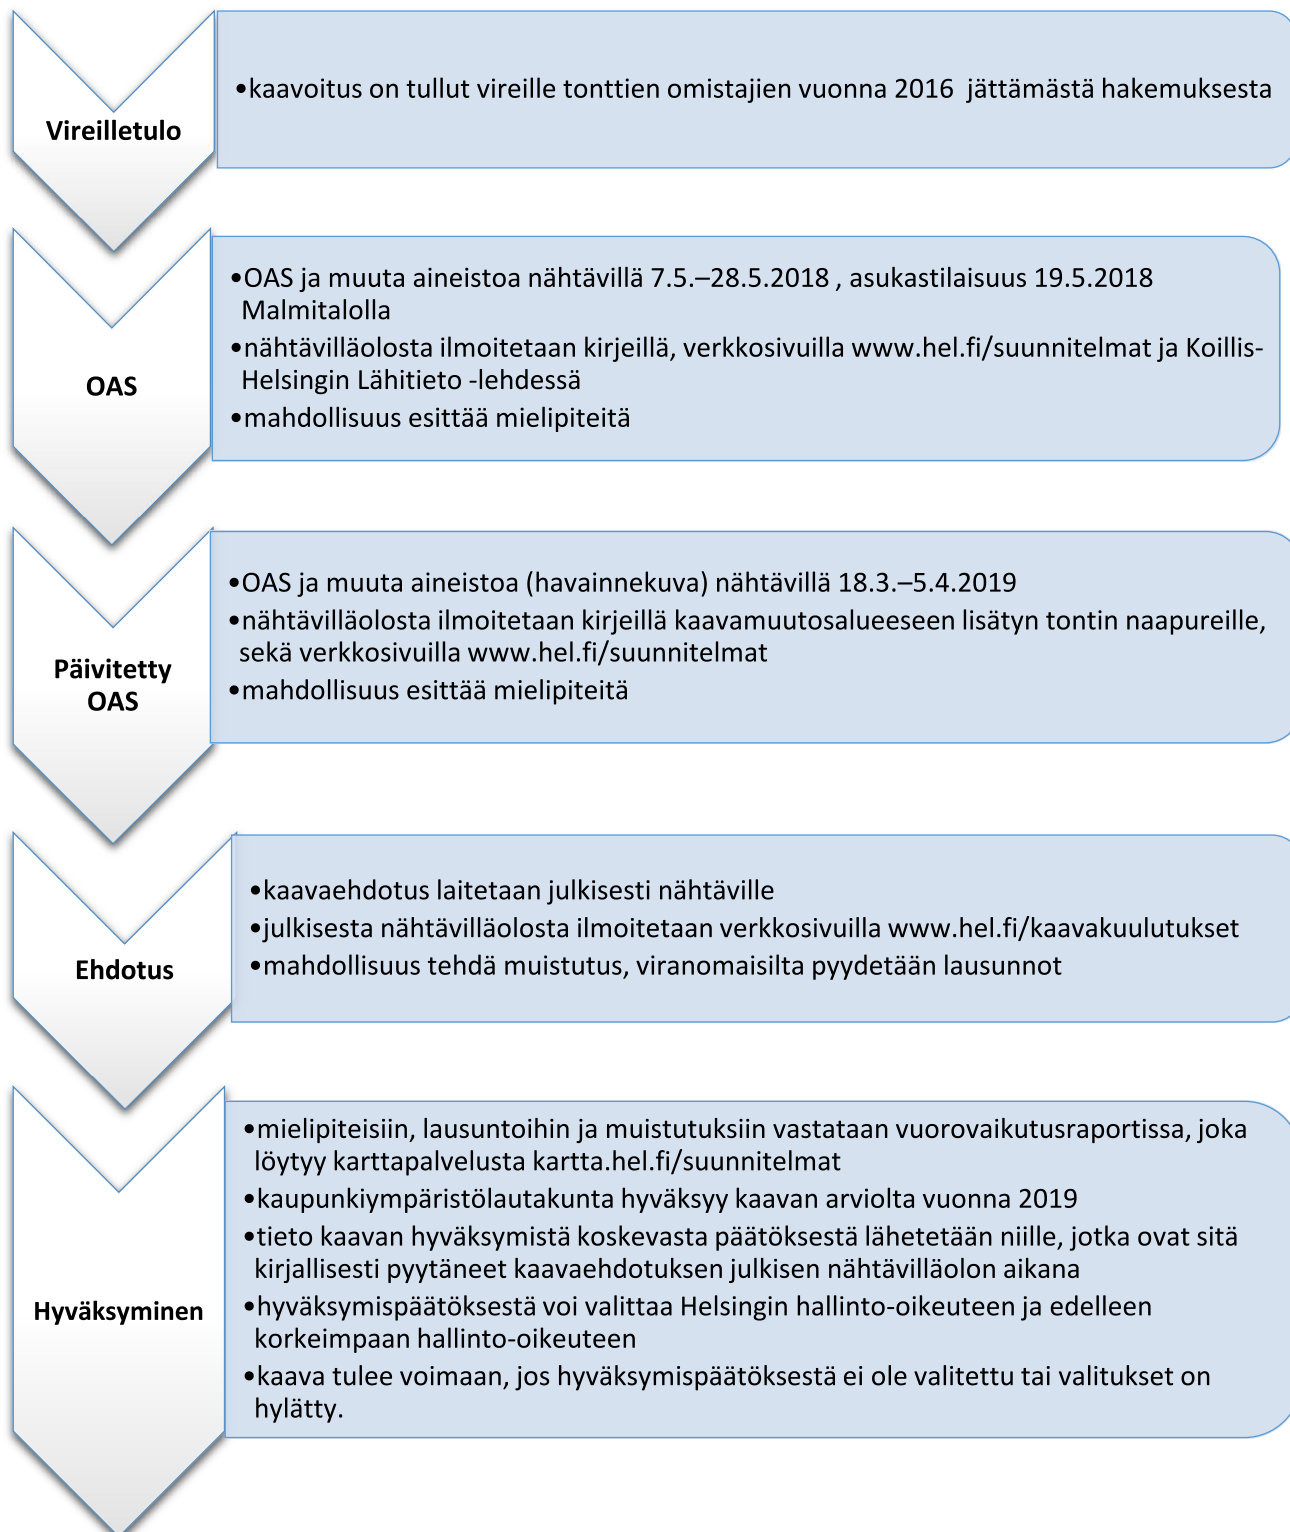 Vireilletulo
•kaavoitus on tullut vireille tonttien omistajien vuonna 2016 jättämästä hakemuksesta
OAS
•OAS ja muuta aineistoa nähtävillä 7.5.–28.5.2018 , asukastilaisuus 19.5.2018
Malmitalolla
•nähtävilläolosta ilmoitetaan kirjeillä, verkkosivuilla www.hel.fi/suunnitelmat ja Koillis-
Helsingin Lähitieto -lehdessä
•mahdollisuus esittää mielipiteitä
Päivitetty
OAS
•OAS ja muuta aineistoa (havainnekuva) nähtävillä 18.3.–5.4.2019
•nähtävilläolosta ilmoitetaan kirjeillä kaavamuutosalueeseen lisätyn tontin naapureille,
sekä verkkosivuilla www.hel.fi/suunnitelmat
•mahdollisuus esittää mielipiteitä
Ehdotus
•kaavaehdotus laitetaan julkisesti nähtäville
•julkisesta nähtävilläolosta ilmoitetaan verkkosivuilla www.hel.fi/kaavakuulutukset
•mahdollisuus tehdä muistutus, viranomaisilta pyydetään lausunnot
Hyväksyminen
•mielipiteisiin, lausuntoihin ja muistutuksiin vastataan vuorovaikutusraportissa, joka
löytyy karttapalvelusta kartta.hel.fi/suunnitelmat
•kaupunkiympäristölautakunta hyväksyy kaavan arviolta vuonna 2019
•tieto kaavan hyväksymistä koskevasta päätöksestä lähetetään niille, jotka ovat sitä
kirjallisesti pyytäneet kaavaehdotuksen julkisen nähtävilläolon aikana
•hyväksymispäätöksestä voi valittaa Helsingin hallinto-oikeuteen ja edelleen
korkeimpaan hallinto-oikeuteen
•kaava tulee voimaan, jos hyväksymispäätöksestä ei ole valitettu tai valitukset on
hylätty.